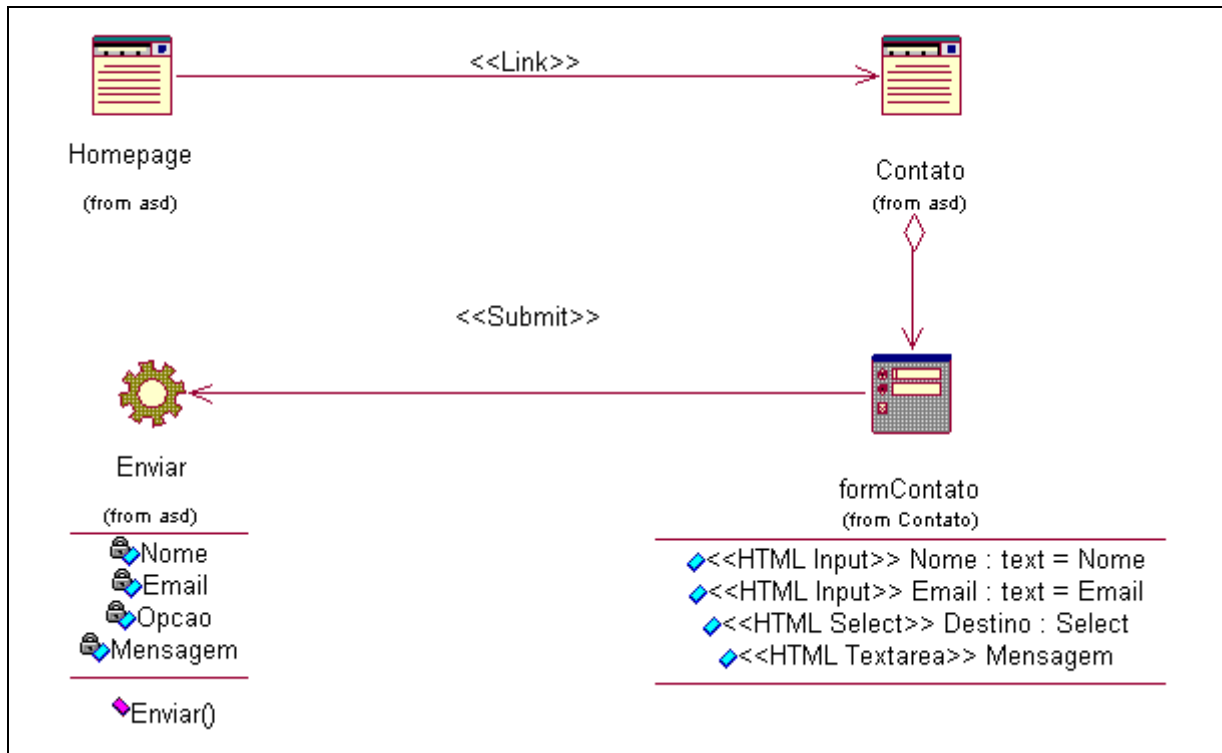 <<Link>>
Homepage
(from asd)
Contato
(from asd)
<<Submit>>
Enviar
(from asd)
Nome
Email
Opcao
Mensagem
Enviar()
formContato
(from Contato)
<<HTML Input>> Nome : text = Nome
<<HTML Input>> Email : text = Email
<<HTML Select>> Destino : Select
<<HTML Textarea>> Mensagem